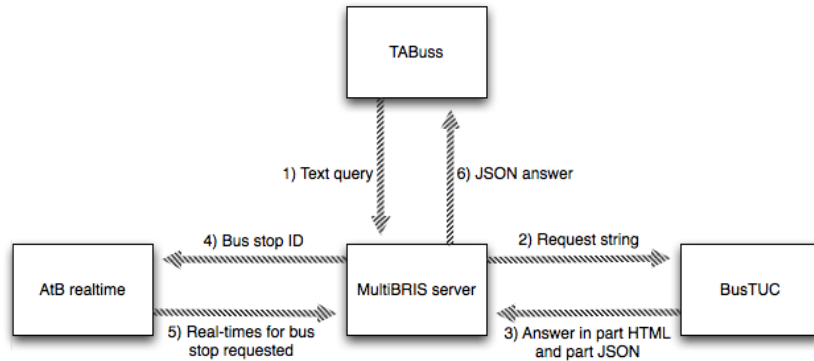 TABuss
1) Text query
6) JSON answer
4) Bus stop ID
2) Request string
AtB realtime
MultiBRIS server
BusTUC
5) Real-times for bus
stop requested
3) Answer in part HTML
and part JSON